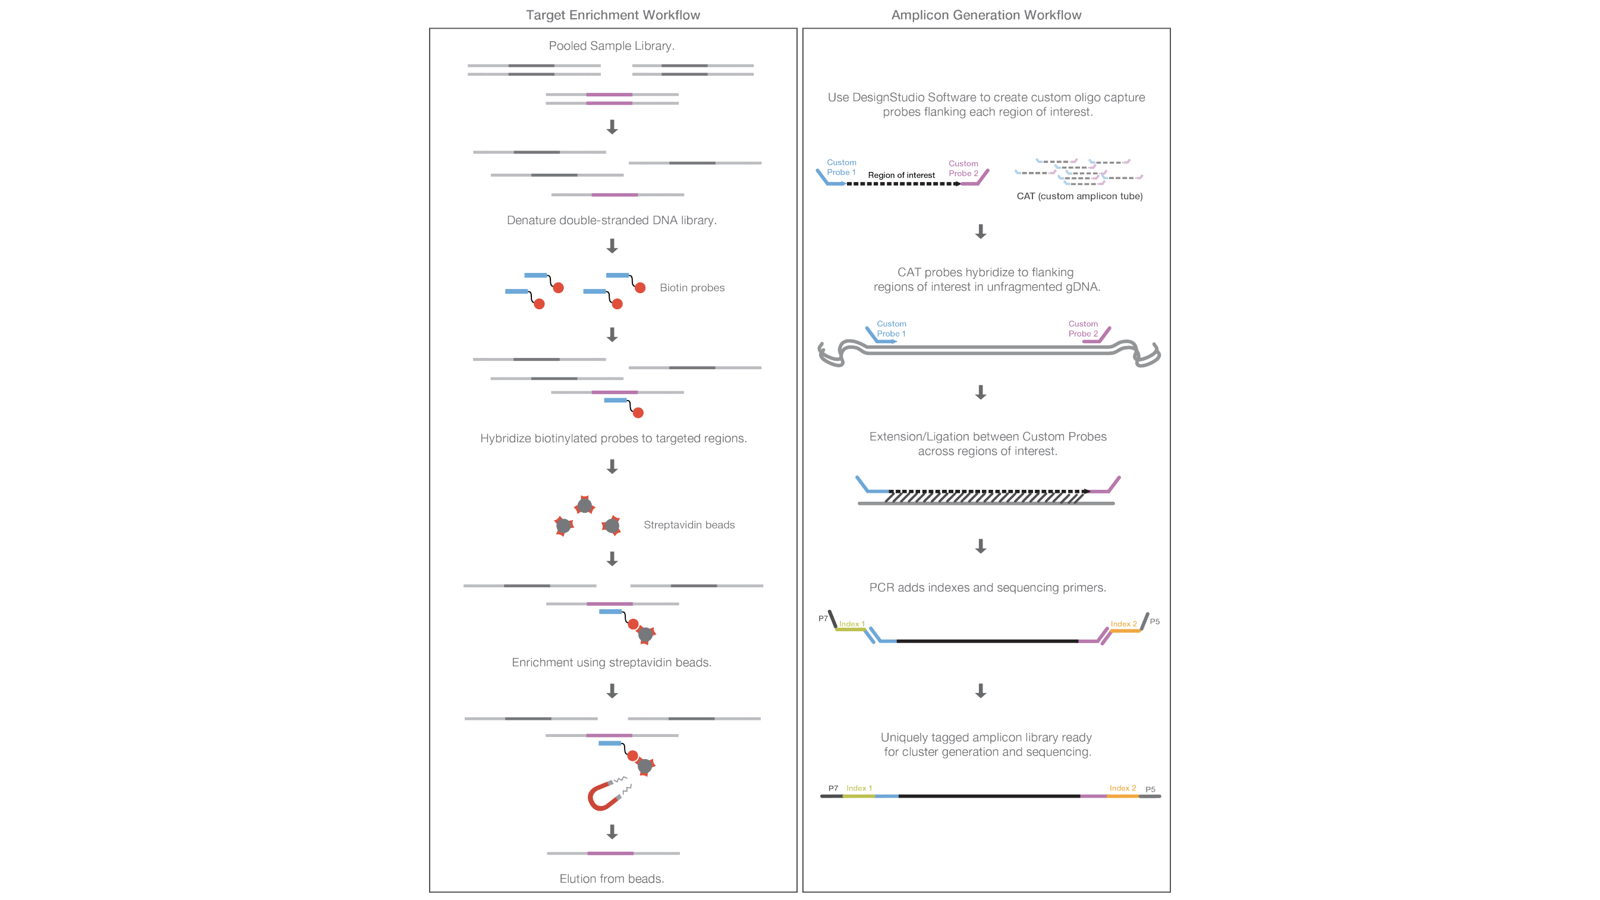 Target Enrichment Workflow
Pooled Sample Library.
Denature double-stranded DNA library.
Biotin probes
Hybridize biotinylated probes to targeted regions.
Streptavidin beads
Enrichment using streptavidin beads.
Elution from beads.
Amplicon Generation Workflow
Use DesignStudio Software to create custom oligo capture
probes flanking each region of interest.
Custom
Probe 1
Region of interest
Custom
Probe 2
CAT (custom amplicon tube)
CAT probes hybridize to flanking
regions of interest in unfragmented gDNA.
Custom
Probe 1
Custom
Probe 2
Extension/Ligation between Custom Probes
across regions of interest.
PCR adds indexes and sequencing primers.
P7
Index 1
Index 2
P5
Uniquely tagged amplicon library ready
for cluster generation and sequencing.
P7
Index 1
Index 2
P5